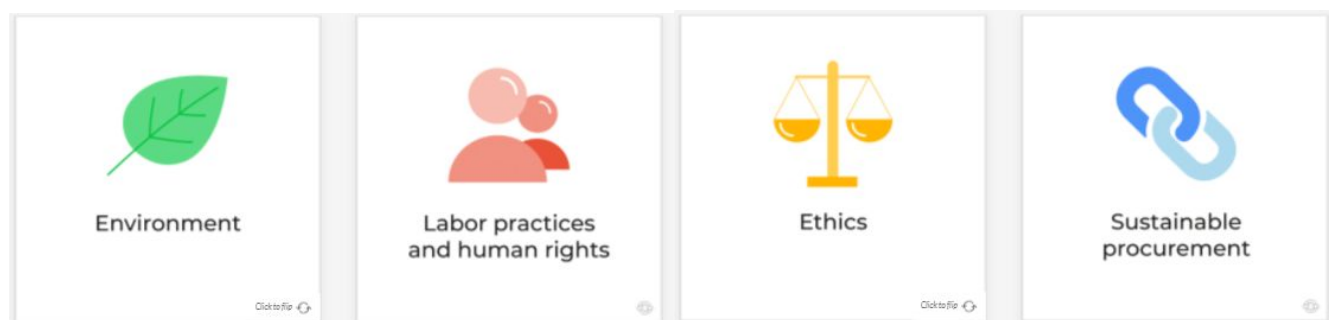 Environment
Click to flip
Labor practices
and human rights
Ethics
Click to flip
Sustainable
procurement